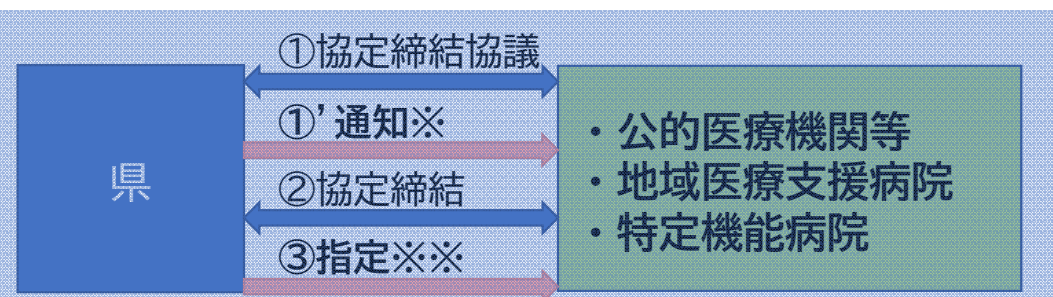 ①協定締結協議
①’通知※
県
②協定締結
③指定※※
・公的医療機関等
・地域医療支援病院
・特定機能病院